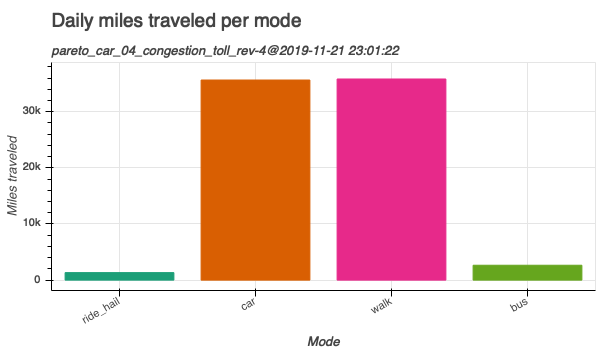 Daily miles traveled per mode
pareto_car_04_congestion_toll_rev-4@2019-11-21 23:01:22
Miles traveled
30k
20k
10k
0
ride_hail
car
walk
bus
Mode